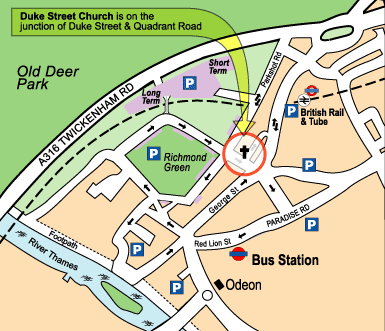 Duke Street Church is on the
junction of Duke Street & Quadrant Road
Old Deer
Park
A316 TWICKENHAM RD
Short
Term
Long
Term
Parkshot Rd
P
P
British Rail
& Tube
P
Richmond
Green
P
George St
PARADISE RD
P
Red Lion St
Footpath
River Thames
P
Bus Station
P
Odeon